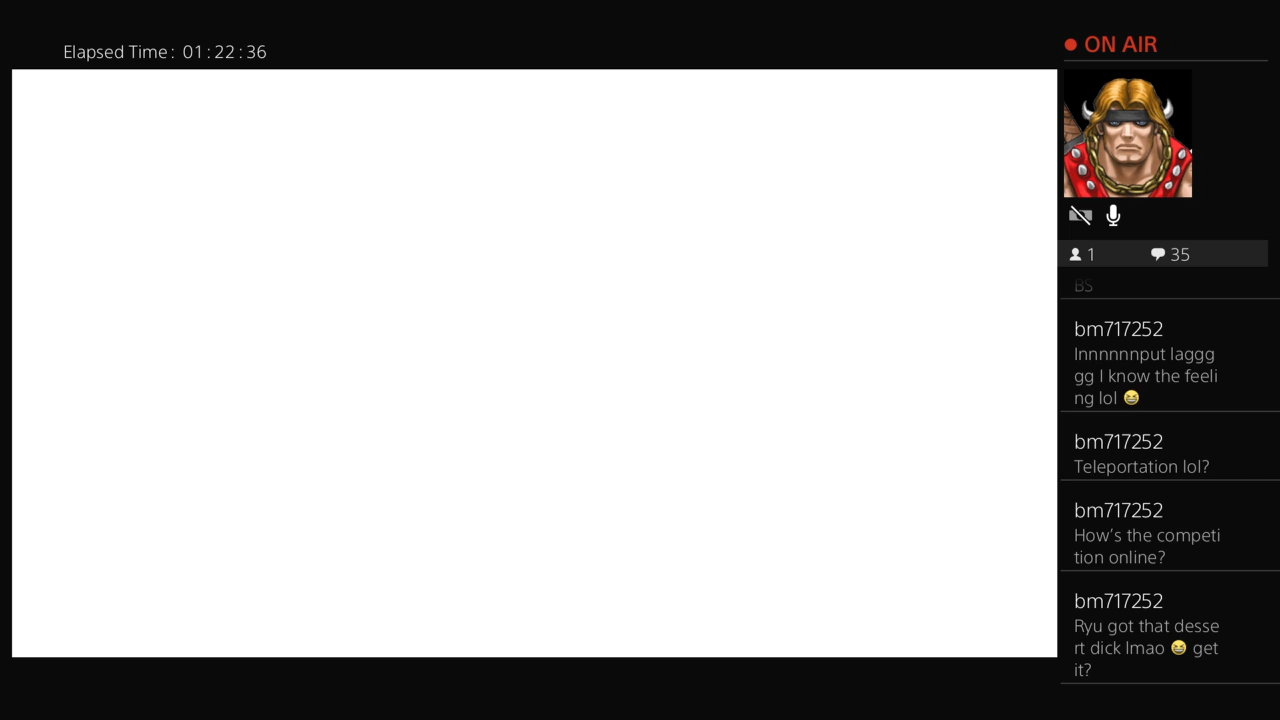 Elapsed Time: 01:22:36
ON AIR
1 35
BS
bm717252
Innnnnnput laggg
gg I know the feeli
ng lol 😆
bm717252
Teleportation lol?
bm717252
How's the competi
tion online?
bm717252
Ryu got that desse
rt dick lmao 😆 get
it?